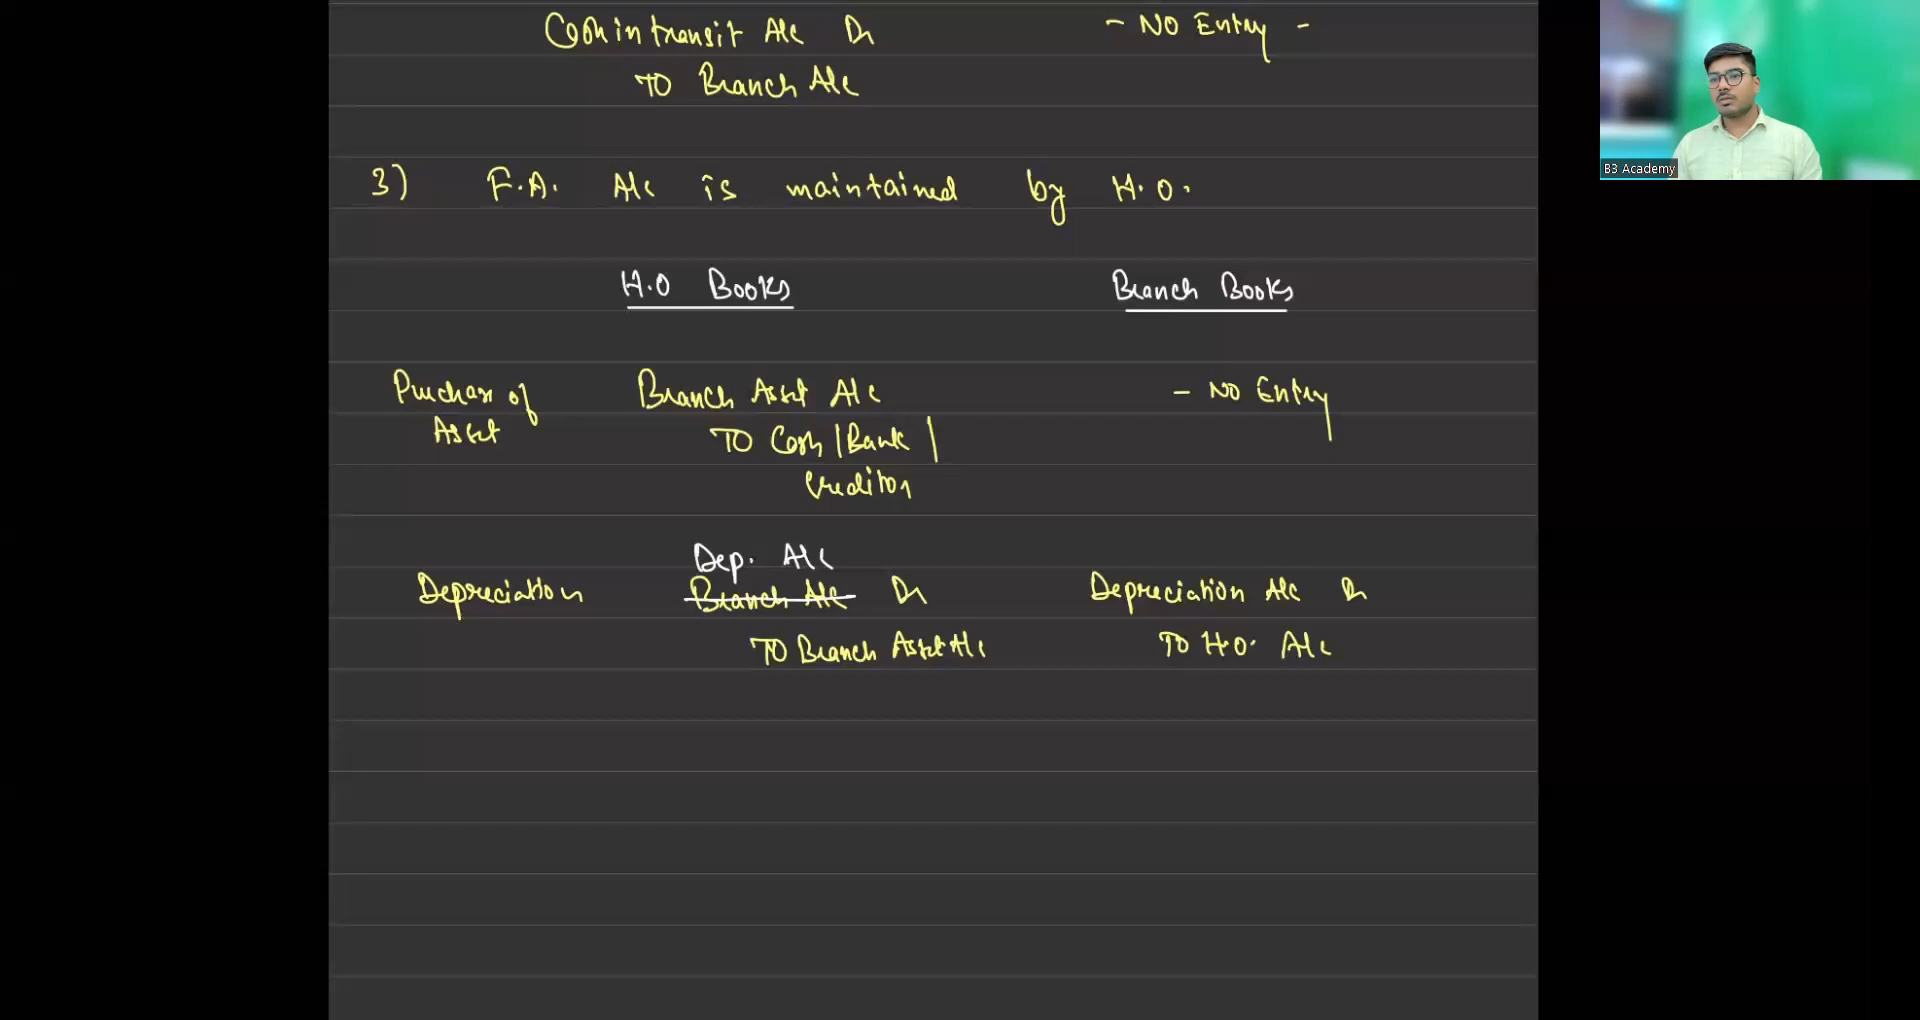 Cash in transit A/c Dr - NO Entry -
TO Branch A/c
3) F.A. A/c is maintained by H.O.
H.O Books Branch Books
Purchase of Branch Asset A/c - NO Entry
Asset TO Cash | Bank |
Creditor
Dep. A/c
Depreciation Branch A/c Dr Depreciation A/c Dr
TO Branch Asset A/c TO H.O. A/c
B3 Academy